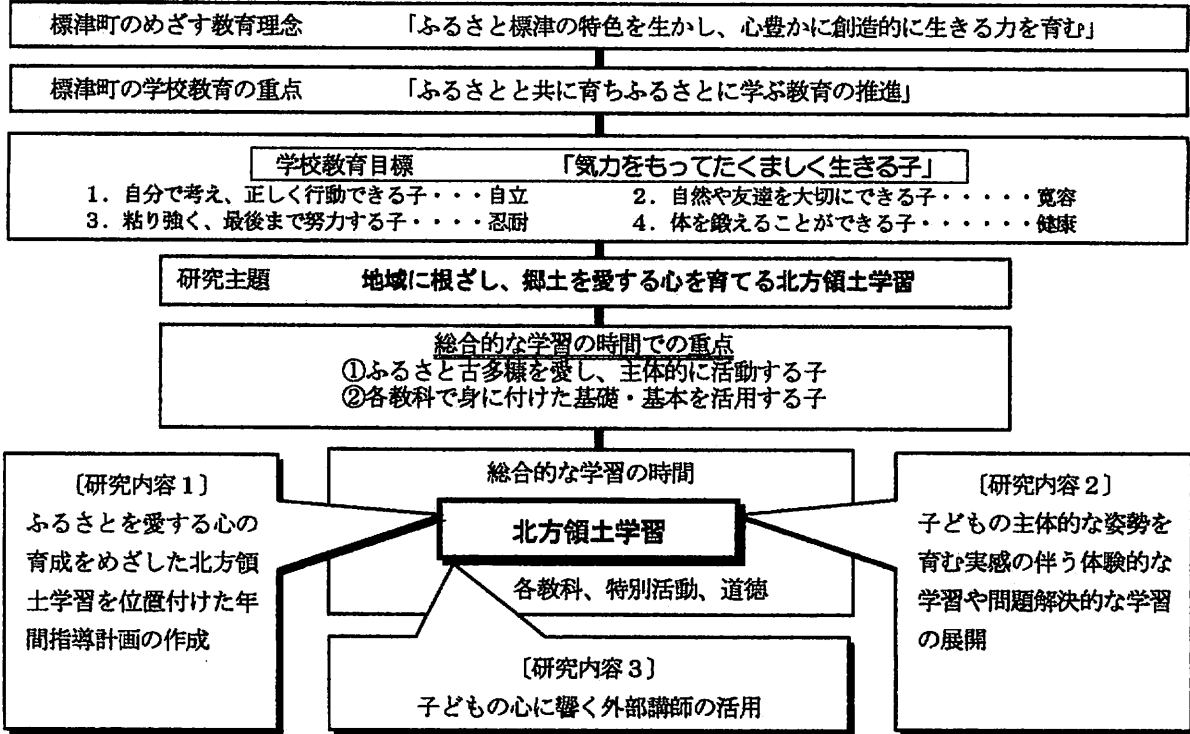 標津町のめざす教育理念 「ふるさと標津の特色を生かし、心豊かに創造的に生きる力を育む」
標津町の学校教育の重点 「ふるさとと共に育ちふるさとに学ぶ教育の推進」
学校教育目標 「気力をもってたくましく生きる子」
1．自分で考え、正しく行動できる子・・・自立 2．自然や友達を大切にできる子・・・・・寛容
3．粘り強く、最後まで努力する子・・・・忍耐 4．体を鍛えることができる子・・・・・・健康
研究主題 地域に根ざし、郷土を愛する心を育てる北方領土学習
総合的な学習の時間での重点
①ふるさと古多糠を愛し、主体的に活動する子
②各教科で身に付けた基礎・基本を活用する子
総合的な学習の時間
北方領土学習
各教科、特別活動、道徳
〔研究内容１〕
ふるさとを愛する心の
育成をめざした北方領
土学習を位置付けた年
間指導計画の作成
〔研究内容２〕
子どもの主体的な姿勢を
育む実感の伴う体験的な
学習や問題解決的な学習
の展開
〔研究内容３〕
子どもの心に響く外部講師の活用